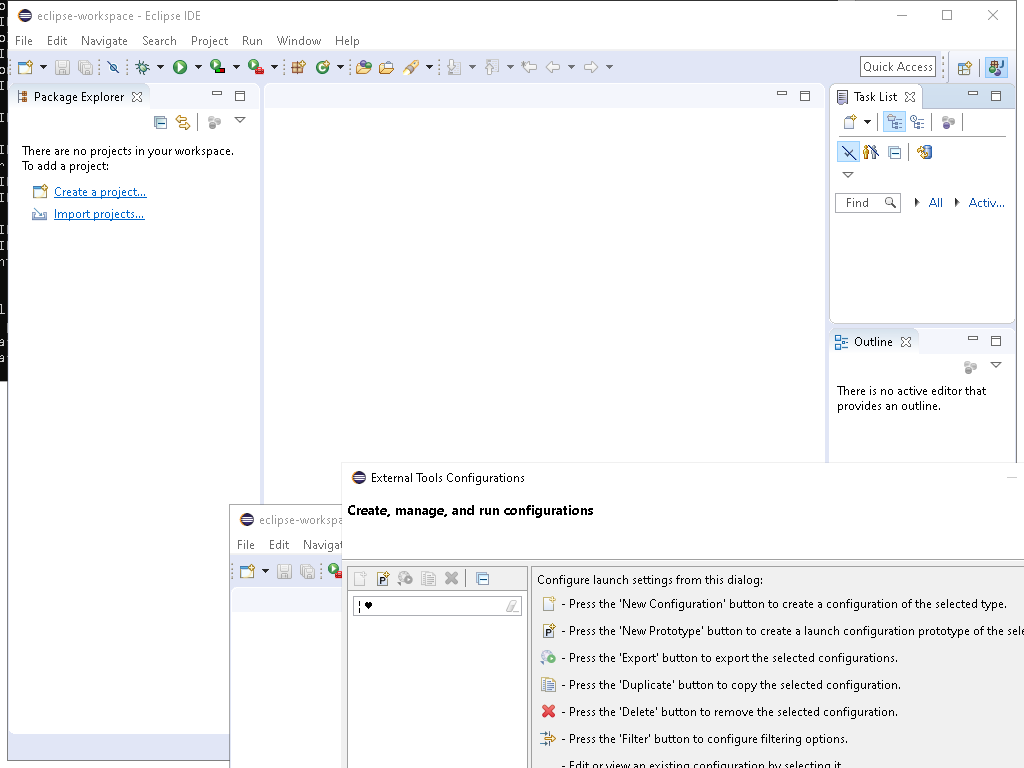 eclipse-workspace - Eclipse IDE
File Edit Navigate Search Project Run Window Help
Quick Access
Package Explorer
There are no projects in your workspace.
To add a project:
Create a project...
Import projects...
Task List
Find All Activ...
Outline
There is no active editor that
provides an outline.
eclipse-workspa
File Edit Navigat
External Tools Configurations
Create, manage, and run configurations
¦ ♥
Configure launch settings from this dialog:
- Press the 'New Configuration' button to create a configuration of the selected type.
- Press the 'New Prototype' button to create a launch configuration prototype of the sele
- Press the 'Export' button to export the selected configurations.
- Press the 'Duplicate' button to copy the selected configuration.
- Press the 'Delete' button to remove the selected configuration.
- Press the 'Filter' button to configure filtering options.
- Edit or view an existing configuration by selecting it.